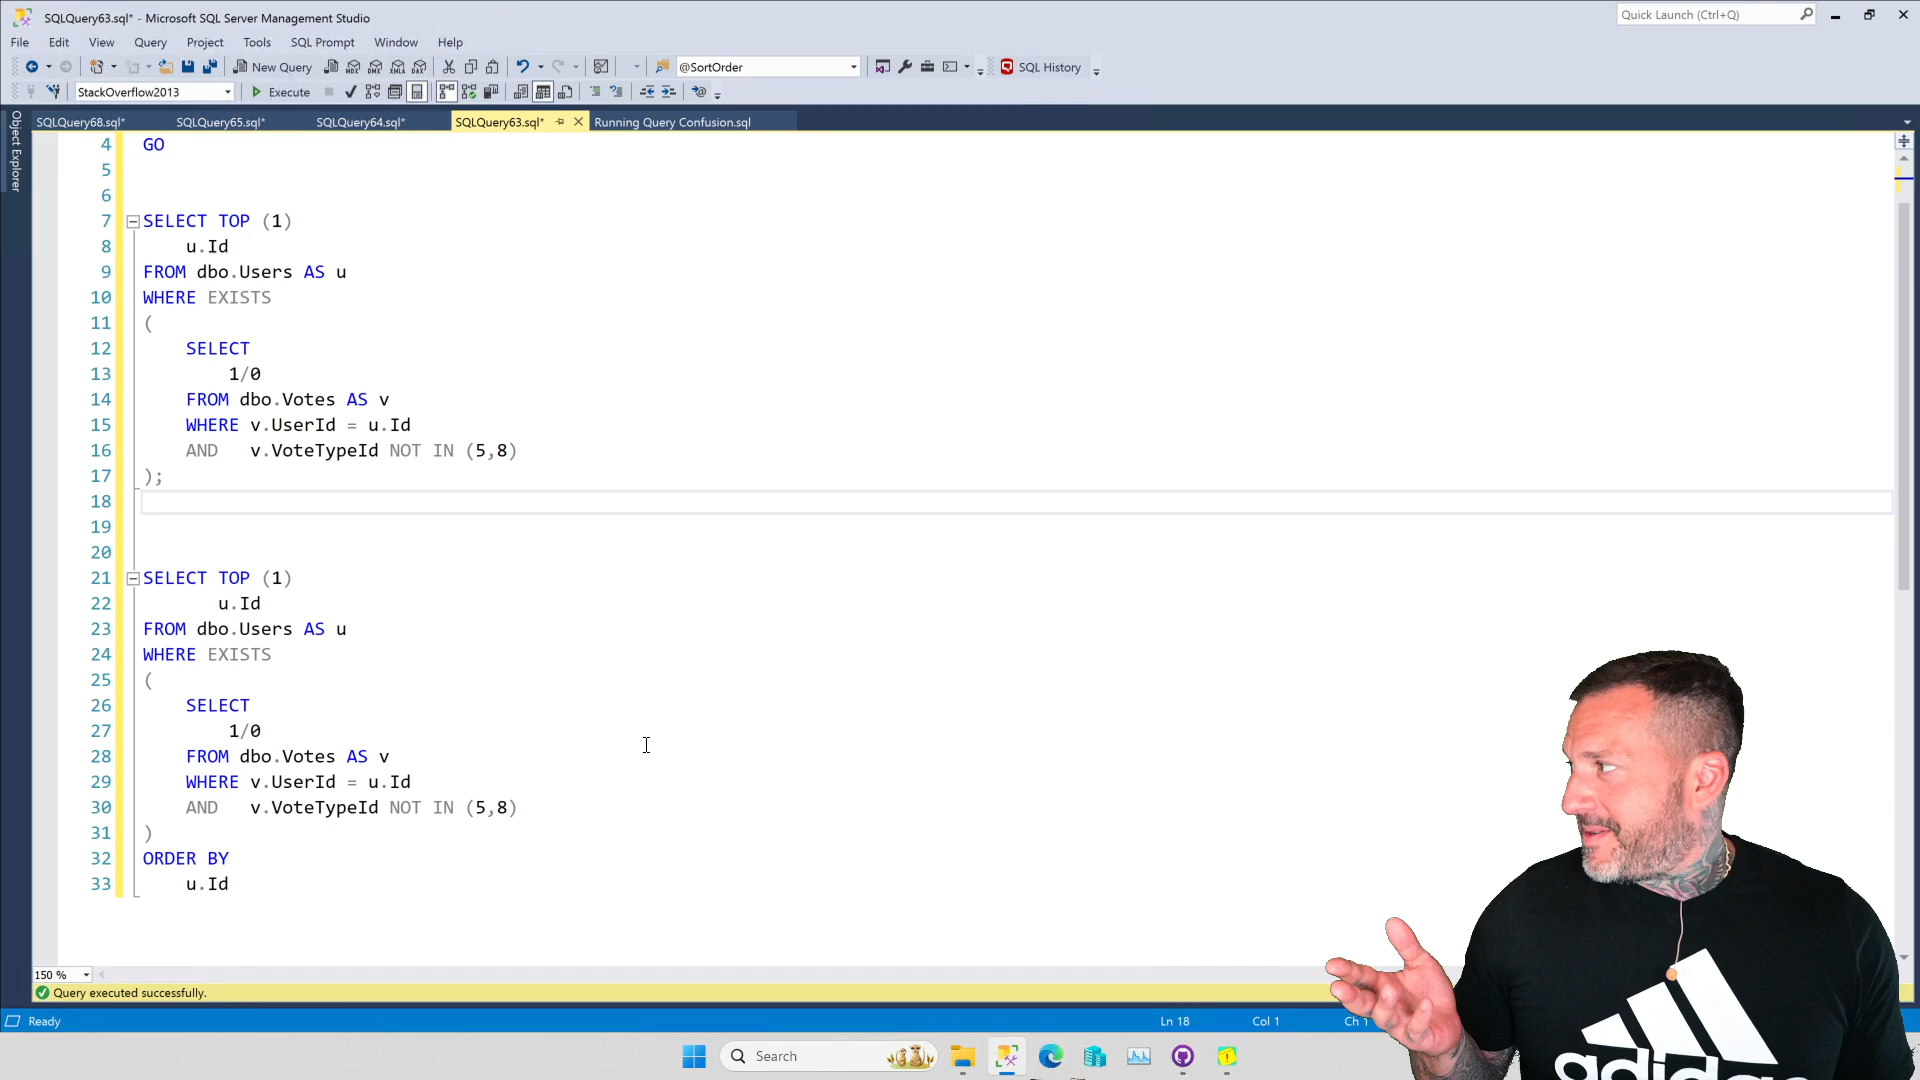 SQLQuery63.sql* - Microsoft SQL Server Management Studio
Quick Launch (Ctrl+Q)
File Edit View Query Project Tools SQL Prompt Window Help
New Query
MDX DMX XMLA DAX
@SortOrder
SQL History
StackOverflow2013
Execute
SQLQuery68.sql* SQLQuery65.sql* SQLQuery64.sql* SQLQuery63.sql* Running Query Confusion.sql
Object Explorer
4 GO
5
6
7 SELECT TOP (1)
8 u.Id
9 FROM dbo.Users AS u
10 WHERE EXISTS
11 (
12 SELECT
13 1/0
14 FROM dbo.Votes AS v
15 WHERE v.UserId = u.Id
16 AND v.VoteTypeId NOT IN (5,8)
17 );
18
19
20
21 SELECT TOP (1)
22 u.Id
23 FROM dbo.Users AS u
24 WHERE EXISTS
25 (
26 SELECT
27 1/0
28 FROM dbo.Votes AS v
29 WHERE v.UserId = u.Id
30 AND v.VoteTypeId NOT IN (5,8)
31 )
32 ORDER BY
33 u.Id
150 %
Query executed successfully.
Ready
Ln 18 Col 1 Ch 1
Search
adidas